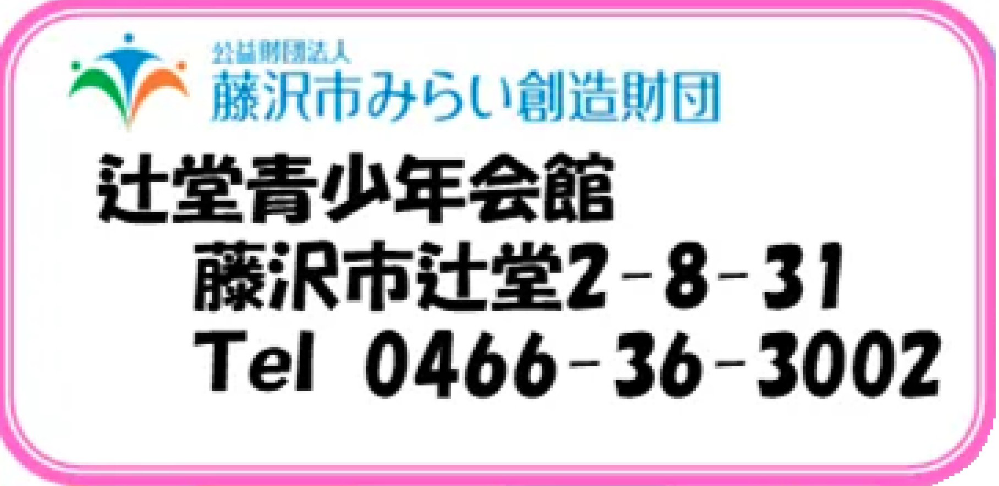 公益財団法人
藤沢市みらい創造財団
辻堂青少年会館
藤沢市辻堂2-8-31
Tel 0466-36-3002